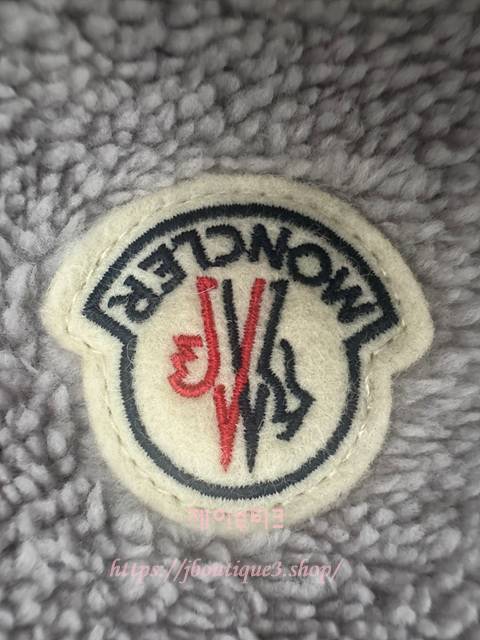 MONCLER
제이부티크
https://jboutique3.shop/